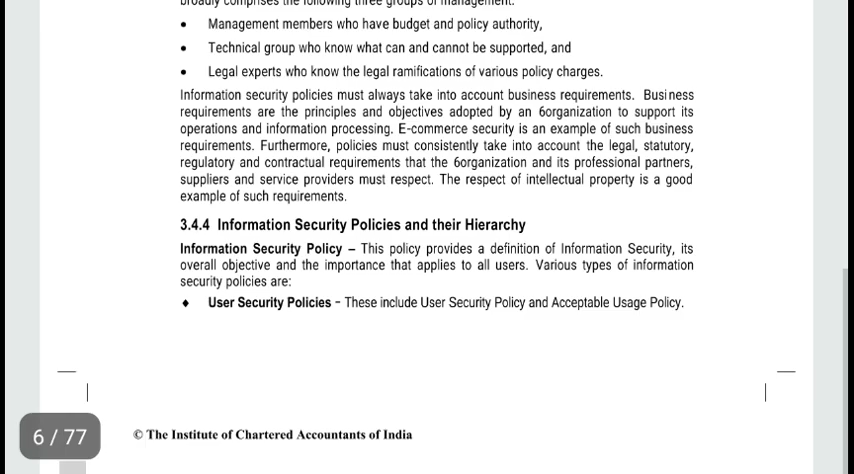 broadly comprises the following three groups of management:
• Management members who have budget and policy authority,
• Technical group who know what can and cannot be supported, and
• Legal experts who know the legal ramifications of various policy charges.
Information security policies must always take into account business requirements. Business
requirements are the principles and objectives adopted by an 6organization to support its
operations and information processing. E-commerce security is an example of such business
requirements. Furthermore, policies must consistently take into account the legal, statutory,
regulatory and contractual requirements that the 6organization and its professional partners,
suppliers and service providers must respect. The respect of intellectual property is a good
example of such requirements.
3.4.4 Information Security Policies and their Hierarchy
Information Security Policy – This policy provides a definition of Information Security, its
overall objective and the importance that applies to all users. Various types of information
security policies are:
♦ User Security Policies – These include User Security Policy and Acceptable Usage Policy.
6 / 77
© The Institute of Chartered Accountants of India